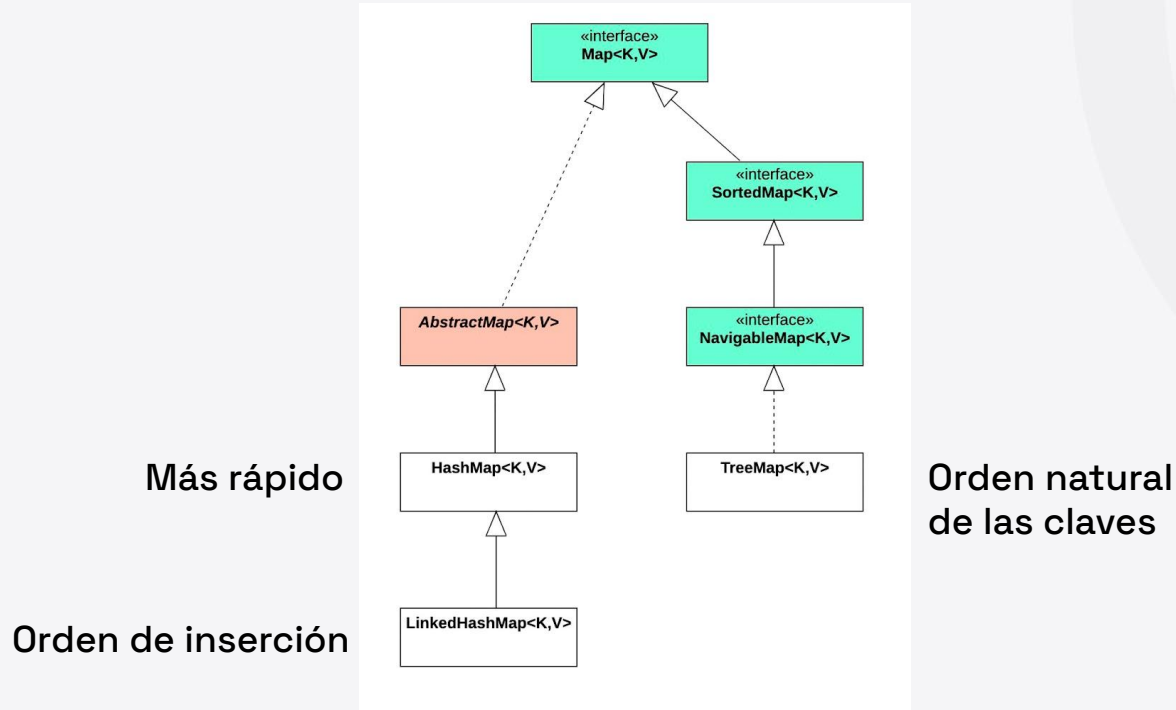 «interface»
Map<K,V>
«interface»
SortedMap<K,V>
AbstractMap<K,V>
«interface»
NavigableMap<K,V>
Más rápido
HashMap<K,V>
TreeMap<K,V>
Orden natural
de las claves
Orden de inserción
LinkedHashMap<K,V>